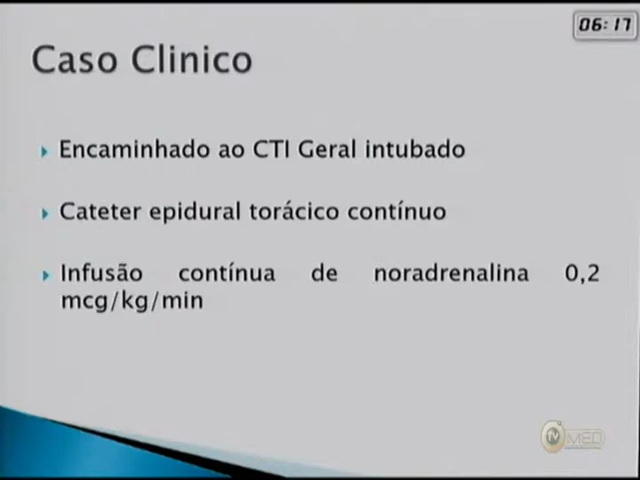 06:17
Caso Clinico
Encaminhado ao CTI Geral intubado
Cateter epidural torácico contínuo
Infusão contínua de noradrenalina 0,2
mcg/kg/min
TV MED